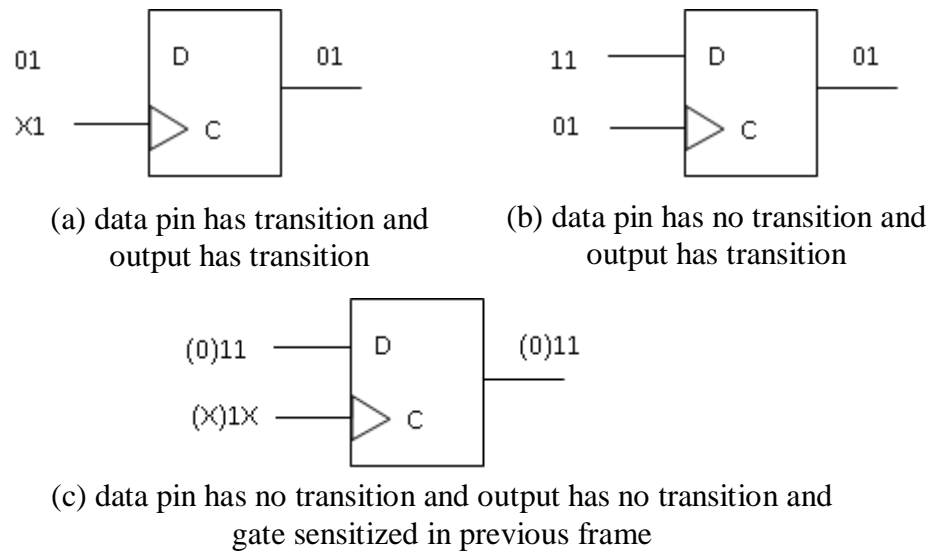 01 D 01
X1 C
11 D 01
01 C
(a) data pin has transition and
output has transition
(b) data pin has no transition and
output has transition
(0)11 D (0)11
(X)1X C
(c) data pin has no transition and output has no transition and
gate sensitized in previous frame